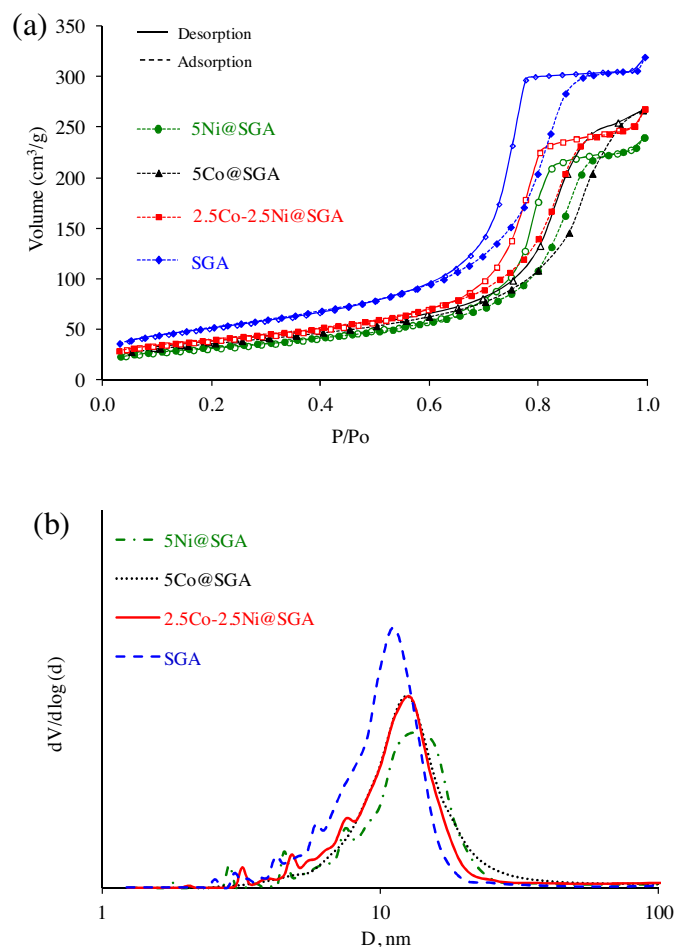 (a)
Desorption
Adsorption
5Ni@SGA
5Co@SGA
2.5Co-2.5Ni@SGA
SGA
Volume (cm³/g)
350
300
250
200
150
100
50
0
0.0 0.2 0.4 0.6 0.8 1.0
P/Po
(b)
5Ni@SGA
5Co@SGA
2.5Co-2.5Ni@SGA
SGA
dV/dlog (d)
1 10 100
D, nm